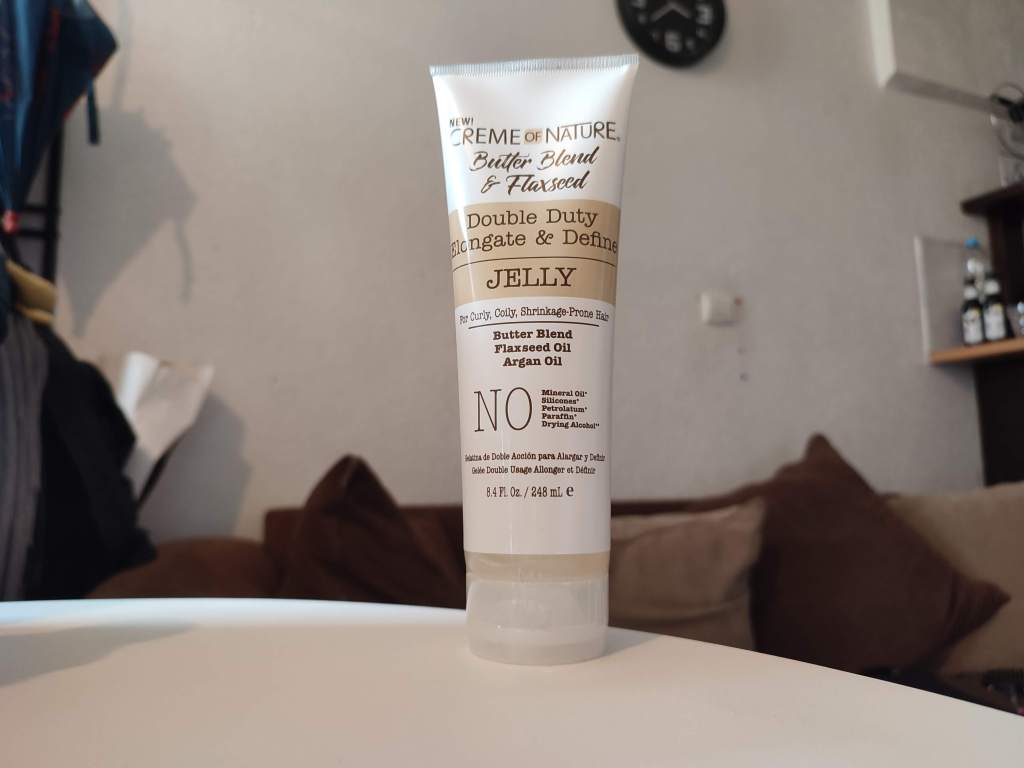 NEW!
CREME OF NATURE®
Butter Blend
& Flaxseed
Double Duty
Elongate & Define
JELLY
For Curly, Coily, Shrinkage-Prone Hair
Butter Blend
Flaxseed Oil
Argan Oil
NO
Mineral Oil*
Silicones*
Petrolatum*
Paraffin*
Drying Alcohol**
Gelatina de Doble Acción para Alargar y Definir
Gelée Double Usage Allonger et Définir
8.4 Fl. Oz. / 248 mL e